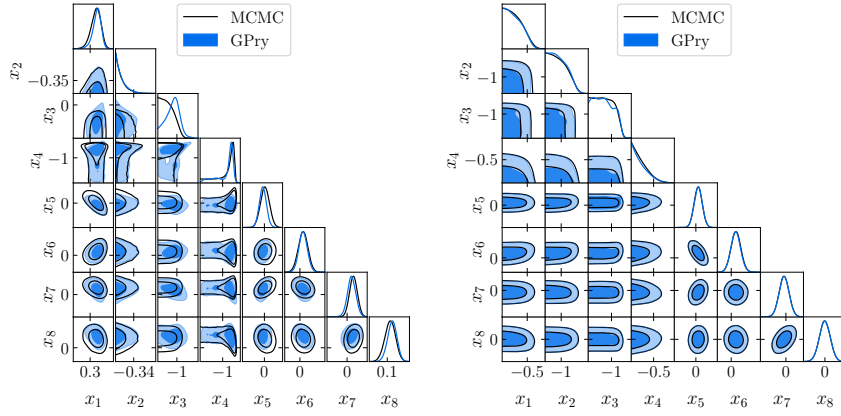 MCMC
GPry
x₂
−0.35
x₃
0
x₄
−1
x₅
0
x₆
0
x₇
0
x₈
0
0.3 −0.34 −1 −1 0 0 0 0.1
x₁ x₂ x₃ x₄ x₅ x₆ x₇ x₈
MCMC
GPry
x₂
−1
x₃
−1
x₄
−0.5
x₅
0
x₆
0
x₇
0
x₈
0
−0.5 −1 −1 −0.5 0 0 0 0
x₁ x₂ x₃ x₄ x₅ x₆ x₇ x₈